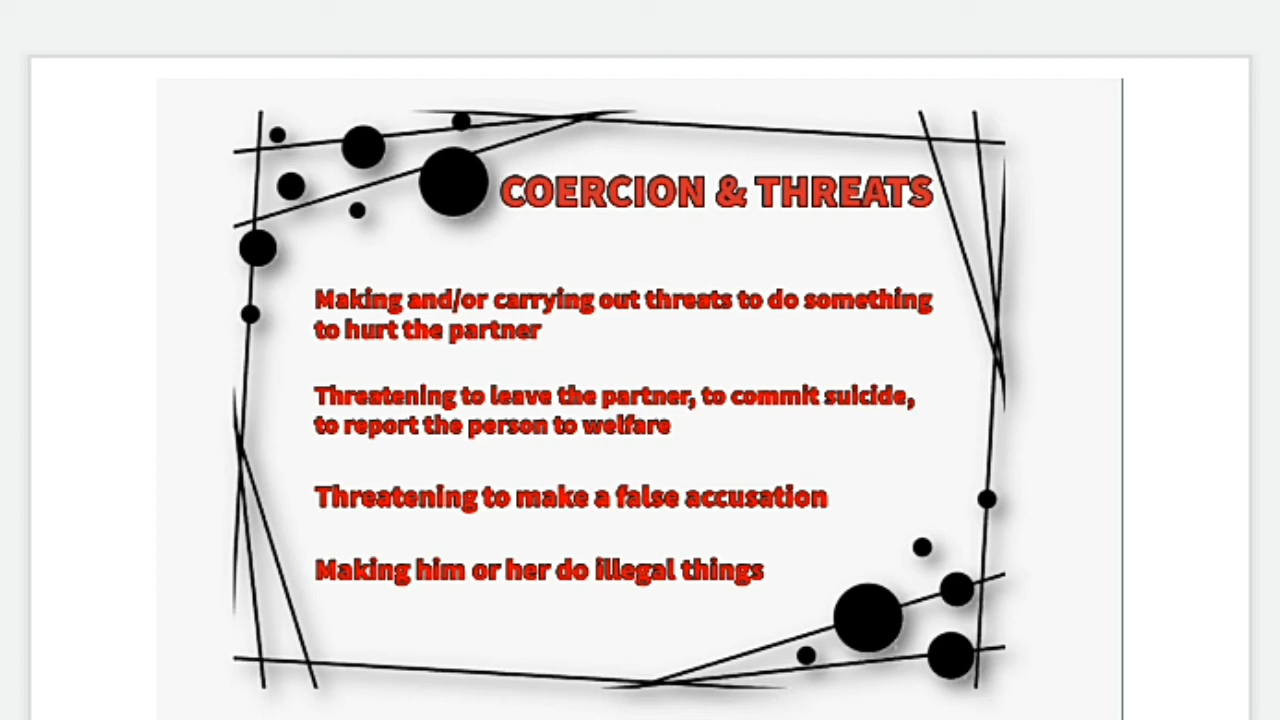 COERCION & THREATS
Making and/or carrying out threats to do something
to hurt the partner
Threatening to leave the partner, to commit suicide,
to report the person to welfare
Threatening to make a false accusation
Making him or her do illegal things